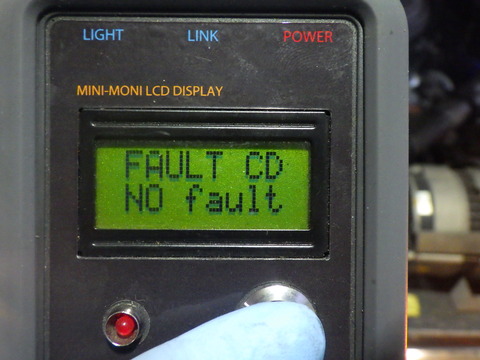 LIGHT LINK POWER
MINI-MONI LCD DISPLAY
FAULT CD
NO fault